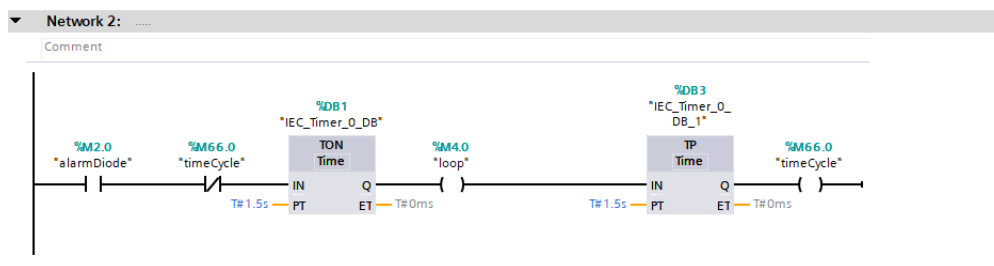 Network 2: .....
Comment
%DB1
"IEC_Timer_0_DB"
%DB3
"IEC_Timer_0_
DB_1"
%M2.0
"alarmDiode"
%M66.0
"timeCycle"
TON
Time
%M4.0
"loop"
TP
Time
%M66.0
"timeCycle"
IN Q
T#1.5s PT ET T#0ms
IN Q
T#1.5s PT ET T#0ms